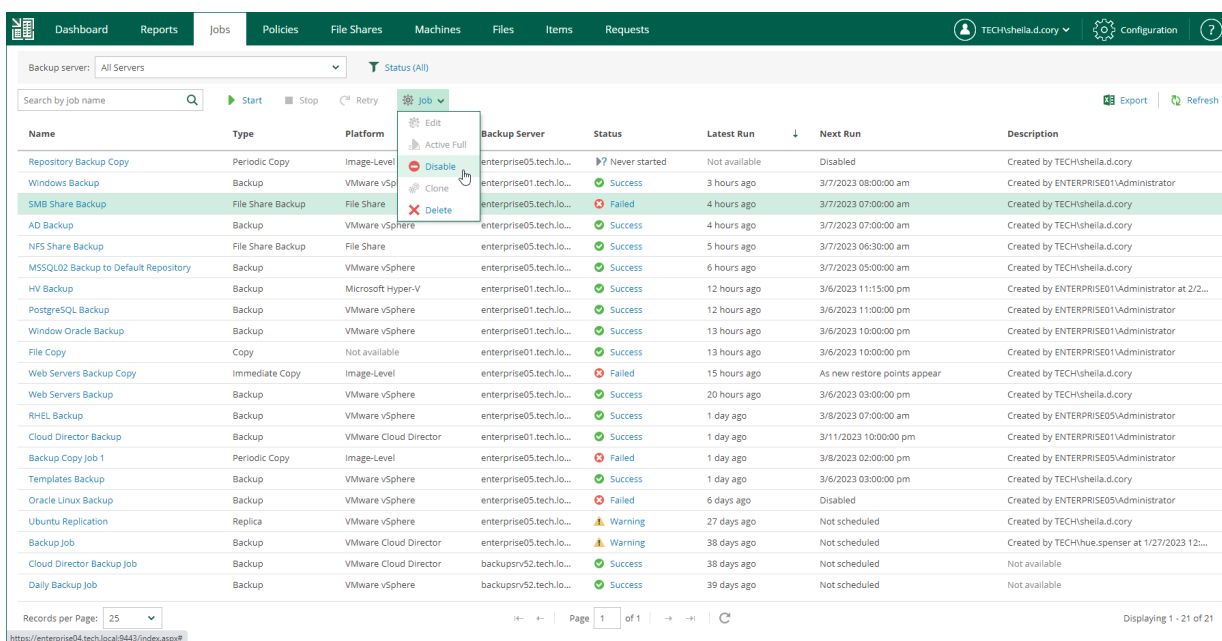 Dashboard Reports Jobs Policies File Shares Machines Files Items Requests TECH\sheila.d.cory Configuration ?
Backup server: All Servers Status (All)
Search by job name Start Stop Retry Job Export Refresh
Edit
Active Full
Disable
Clone
Delete
Name Type Platform Backup Server Status Latest Run ↓ Next Run Description
Repository Backup Copy Periodic Copy Image-Level enterprise05.tech.lo... Never started Not available Disabled Created by TECH\sheila.d.cory
Windows Backup Backup VMware vSp enterprise01.tech.lo... Success 3 hours ago 3/7/2023 08:00:00 am Created by ENTERPRISE01\Administrator
SMB Share Backup File Share Backup File Share enterprise05.tech.lo... Failed 4 hours ago 3/7/2023 07:00:00 am Created by TECH\sheila.d.cory
AD Backup Backup VMware vSphere enterprise05.tech.lo... Success 4 hours ago 3/7/2023 07:00:00 am Created by TECH\sheila.d.cory
NFS Share Backup File Share Backup File Share enterprise05.tech.lo... Success 5 hours ago 3/7/2023 06:30:00 am Created by TECH\sheila.d.cory
MSSQL02 Backup to Default Repository Backup VMware vSphere enterprise05.tech.lo... Success 6 hours ago 3/7/2023 05:00:00 am Created by TECH\sheila.d.cory
HV Backup Backup Microsoft Hyper-V enterprise01.tech.lo... Success 12 hours ago 3/6/2023 11:15:00 pm Created by ENTERPRISE01\Administrator at 2/2...
PostgreSQL Backup Backup VMware vSphere enterprise01.tech.lo... Success 12 hours ago 3/6/2023 11:00:00 pm Created by ENTERPRISE01\Administrator
Window Oracle Backup Backup VMware vSphere enterprise01.tech.lo... Success 13 hours ago 3/6/2023 10:00:00 pm Created by ENTERPRISE01\Administrator
File Copy Copy Not available enterprise01.tech.lo... Success 13 hours ago 3/6/2023 10:00:00 pm Created by ENTERPRISE01\Administrator
Web Servers Backup Copy Immediate Copy Image-Level enterprise05.tech.lo... Failed 15 hours ago As new restore points appear Created by TECH\sheila.d.cory
Web Servers Backup Backup VMware vSphere enterprise05.tech.lo... Success 20 hours ago 3/6/2023 03:00:00 pm Created by TECH\sheila.d.cory
RHEL Backup Backup VMware vSphere enterprise05.tech.lo... Success 1 day ago 3/8/2023 07:00:00 am Created by ENTERPRISE05\Administrator
Cloud Director Backup Backup VMware Cloud Director enterprise01.tech.lo... Success 1 day ago 3/11/2023 10:00:00 pm Created by ENTERPRISE01\Administrator
Backup Copy Job 1 Periodic Copy Image-Level enterprise05.tech.lo... Failed 1 day ago 3/8/2023 02:00:00 pm Created by ENTERPRISE05\Administrator
Templates Backup Backup VMware vSphere enterprise05.tech.lo... Success 1 day ago 3/6/2023 03:00:00 pm Created by TECH\sheila.d.cory
Oracle Linux Backup Backup VMware vSphere enterprise05.tech.lo... Failed 6 days ago Disabled Created by ENTERPRISE05\Administrator
Ubuntu Replication Replica VMware vSphere enterprise05.tech.lo... Warning 27 days ago Not scheduled Created by TECH\sheila.d.cory
Backup Job Backup VMware Cloud Director enterprise05.tech.lo... Warning 38 days ago Not scheduled Created by TECH\hue.spenser at 1/27/2023 12:...
Cloud Director Backup Job Backup VMware Cloud Director backupsrv52.tech.lo... Success 38 days ago Not scheduled Not available
Daily Backup Job Backup VMware vSphere backupsrv52.tech.lo... Success 39 days ago Not scheduled Not available
Records per Page: 25 Page 1 of 1 Displaying 1 - 21 of 21
https://enterprise04.tech.local:9443/index.aspx#